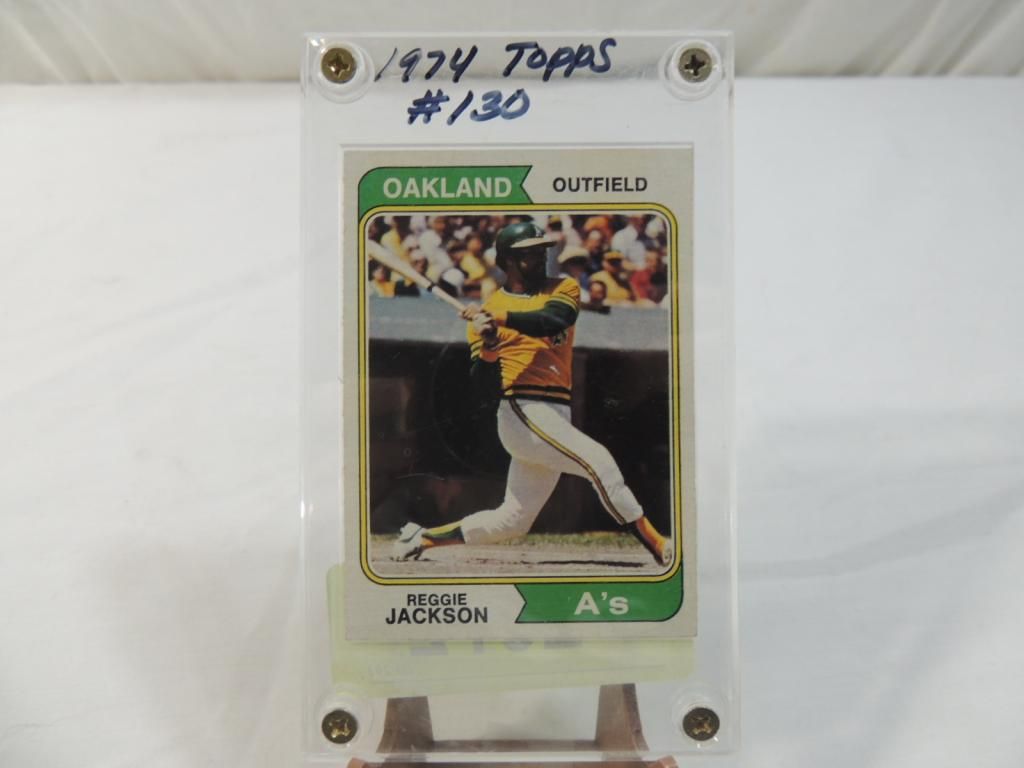 1974 Topps
#130
OAKLAND OUTFIELD
REGGIE
JACKSON
A's